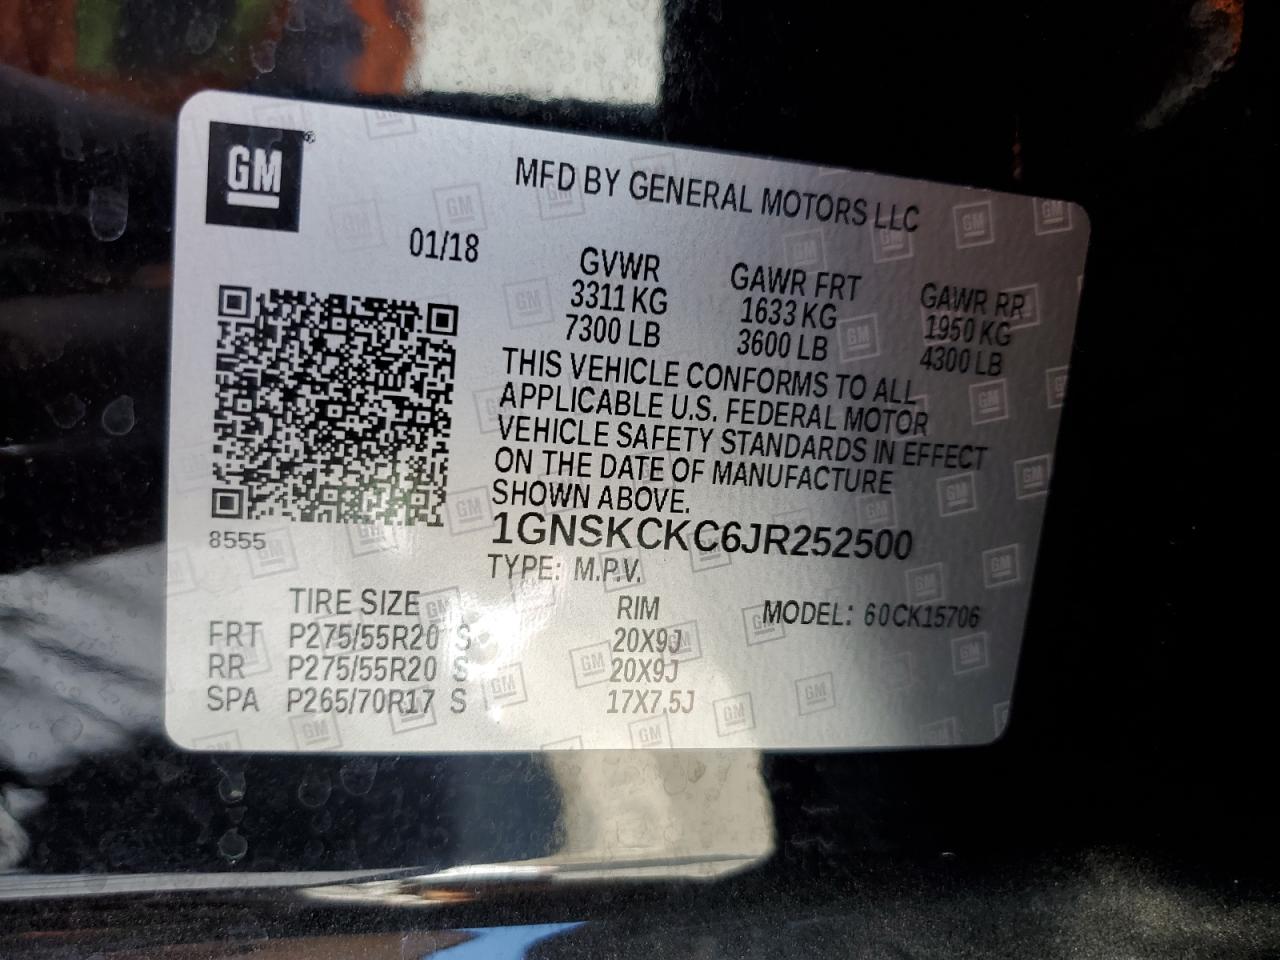 GM
MFD BY GENERAL MOTORS LLC
01/18
GVWR GAWR FRT GAWR RR
3311 KG 1633 KG 1950 KG
7300 LB 3600 LB 4300 LB
THIS VEHICLE CONFORMS TO ALL
APPLICABLE U.S. FEDERAL MOTOR
VEHICLE SAFETY STANDARDS IN EFFECT
ON THE DATE OF MANUFACTURE
SHOWN ABOVE.
8555
1GNSKCKC6JR252500
TYPE: M.P.V.
TIRE SIZE RIM MODEL: 60CK15706
FRT P275/55R20 S 20X9J
RR P275/55R20 S 20X9J
SPA P265/70R17 S 17X7.5J